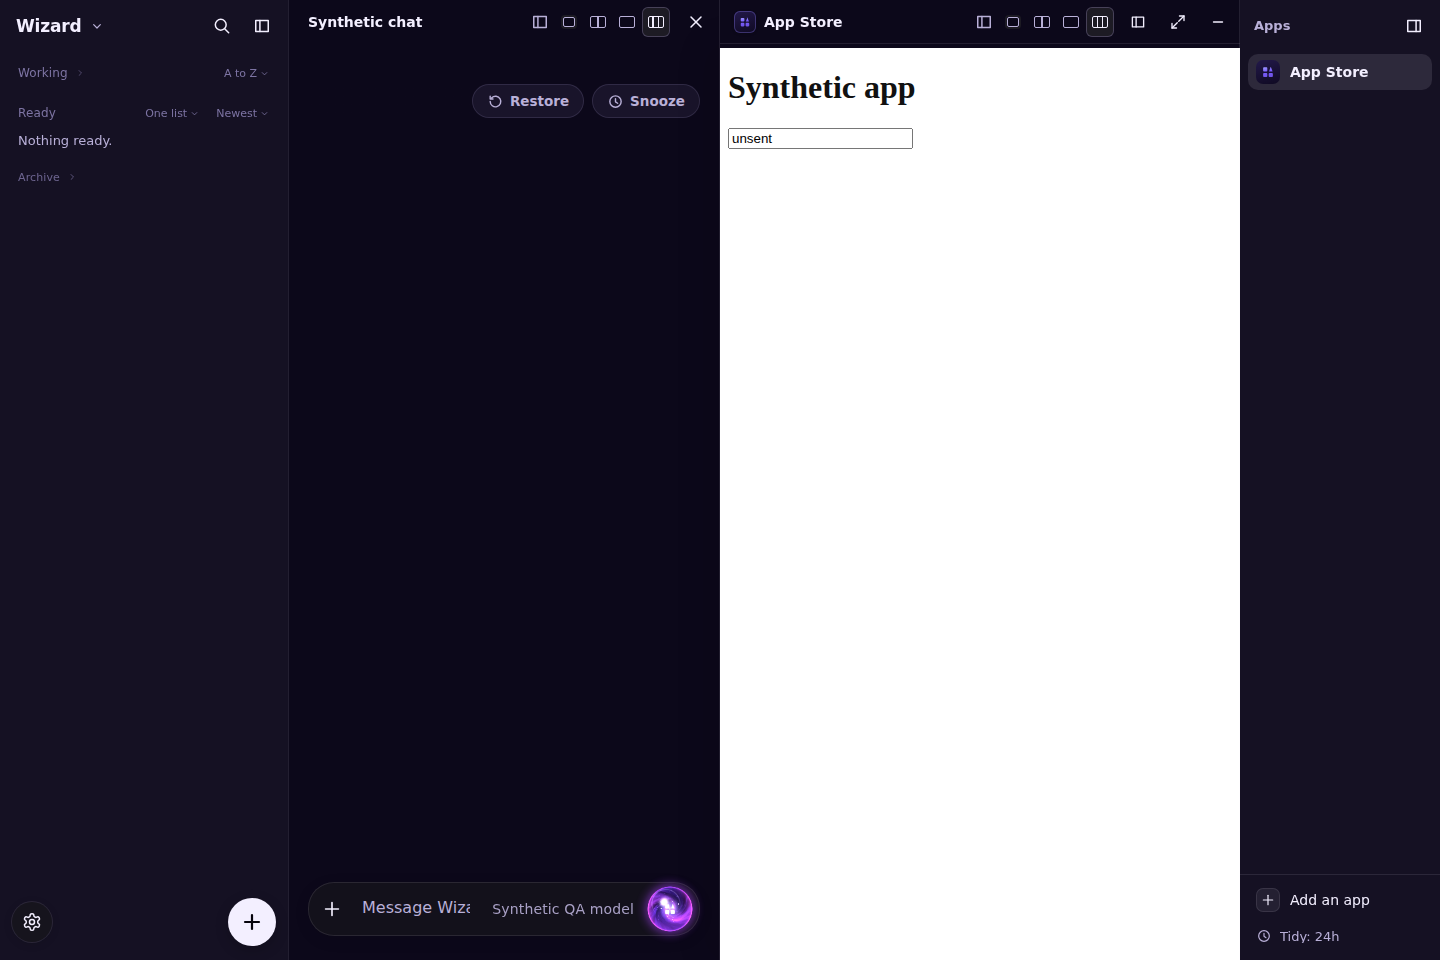 Wizard
Working
A to Z
Ready
One list
Newest
Nothing ready.
Archive
Synthetic chat
Restore
Snooze
Message Wiza
Synthetic QA model
App Store
Synthetic app
unsent
Apps
App Store
Add an app
Tidy: 24h